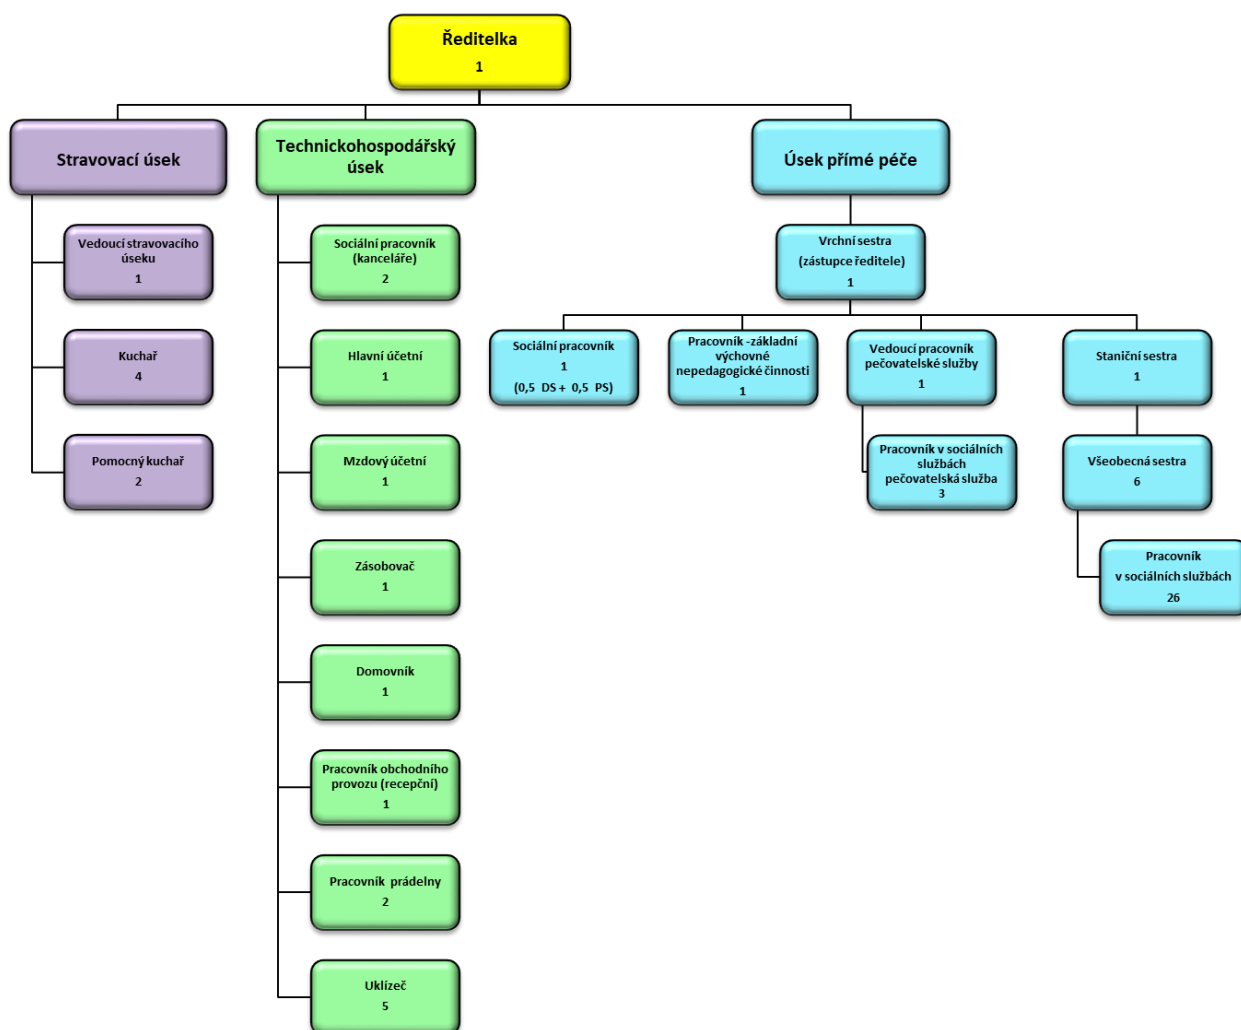 Ředitelka
1
Stravovací úsek
Technickohospodářský
úsek
Úsek přímé péče
Vedoucí stravovacího
úseku
1
Kuchař
4
Pomocný kuchař
2
Sociální pracovník
(kanceláře)
2
Hlavní účetní
1
Mzdový účetní
1
Zásobovač
1
Domovník
1
Pracovník obchodního
provozu (recepční)
1
Pracovník prádelny
2
Uklízeč
5
Vrchní sestra
(zástupce ředitele)
1
Sociální pracovník
1
(0,5 DS + 0,5 PS)
Pracovník -základní
výchovné
nepedagogické činnosti
1
Vedoucí pracovník
pečovatelské služby
1
Pracovník v sociálních
službách
pečovatelská služba
3
Staniční sestra
1
Všeobecná sestra
6
Pracovník
v sociálních službách
26